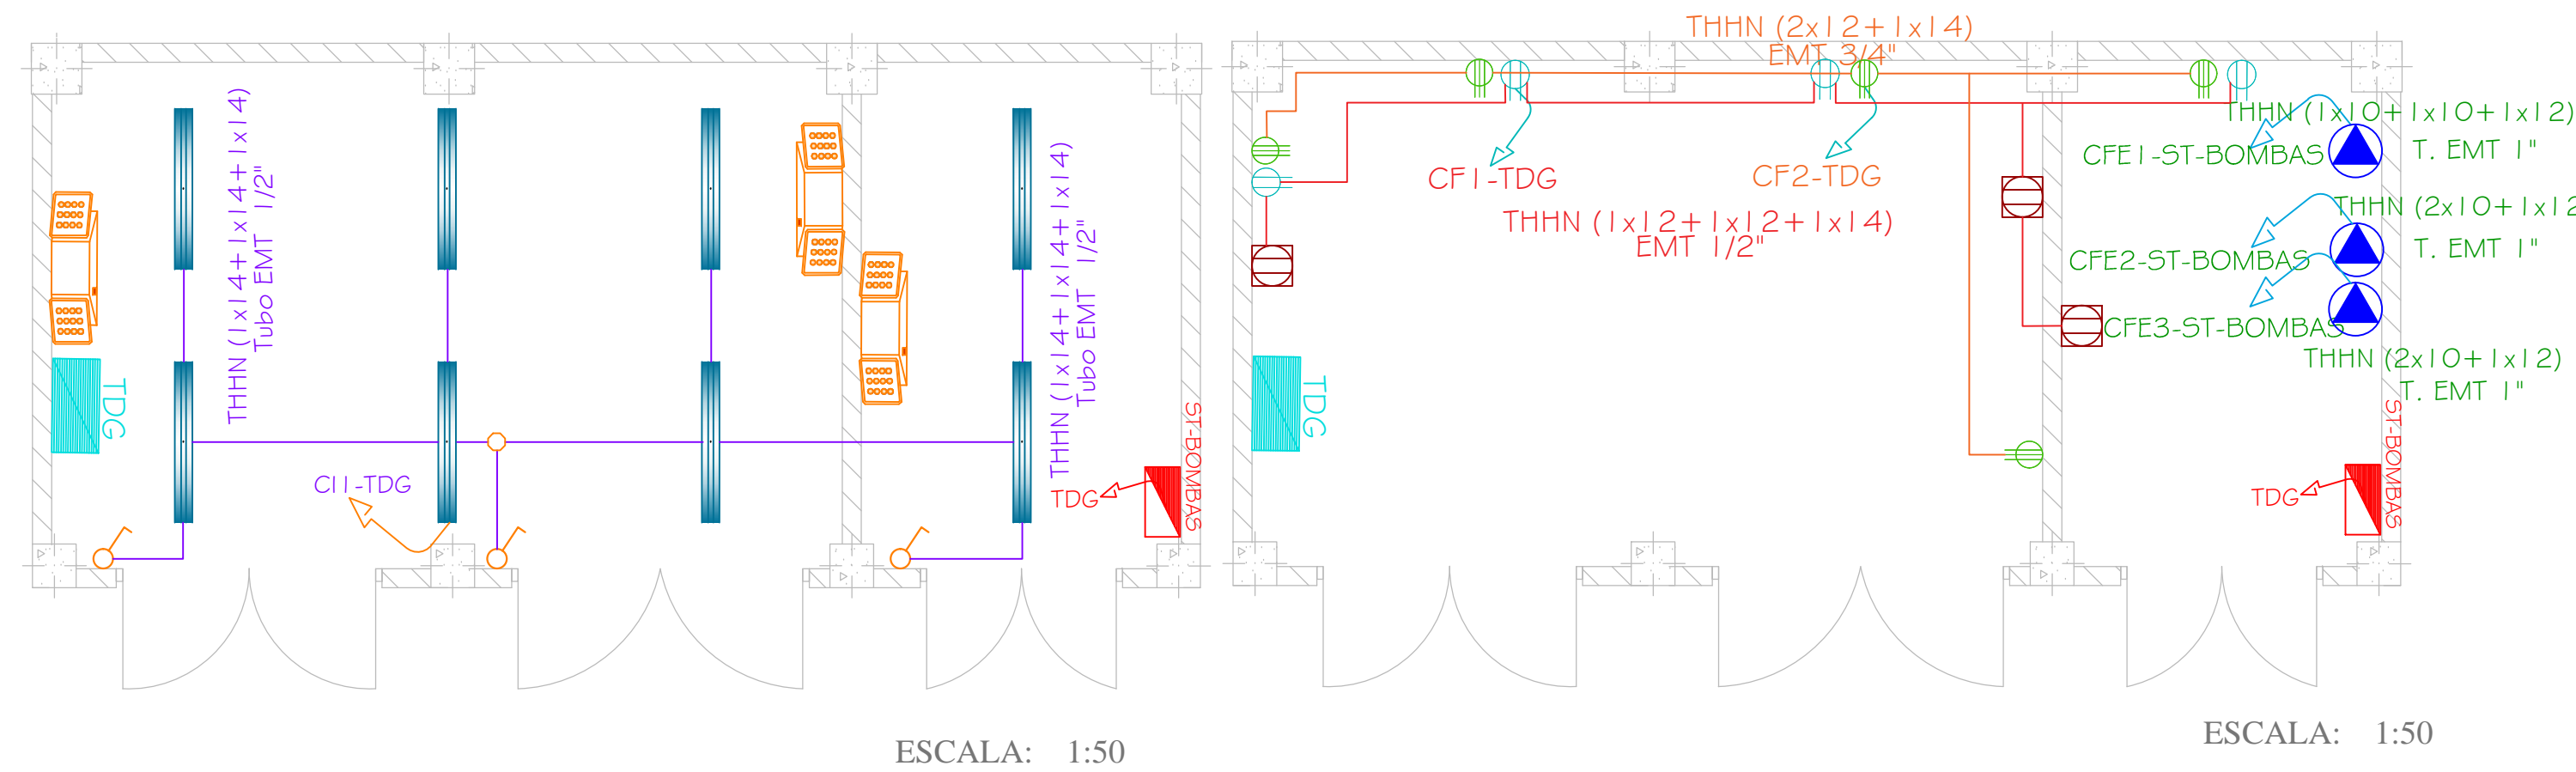 THHN (1x14+1x14+1x14)
Tubo EMT 1/2"
TDG
CI1-TDG
THHN (1x14+1x14+1x14)
Tubo EMT 1/2"
TDG
ST-BOMBAS
ESCALA: 1:50
THHN (2x12+1x14)
EMT 3/4"
CF1-TDG
CF2-TDG
THHN (1x12+1x12+1x14)
EMT 1/2"
TDG
THHN (1x10+1x10+1x12)
CFE1-ST-BOMBAS
T. EMT 1"
THHN (2x10+1x12
CFE2-ST-BOMBAS
T. EMT 1"
CFE3-ST-BOMBAS
THHN (2x10+1x12)
T. EMT 1"
TDG
ST-BOMBAS
ESCALA: 1:50